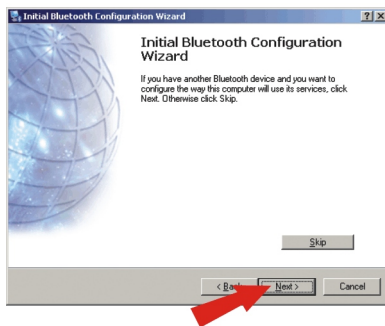 Initial Bluetooth Configuration Wizard
Initial Bluetooth Configuration
Wizard
If you have another Bluetooth device and you want to
configure the way this computer will use its services, click
Next. Otherwise click Skip.
Skip
< Back Next > Cancel